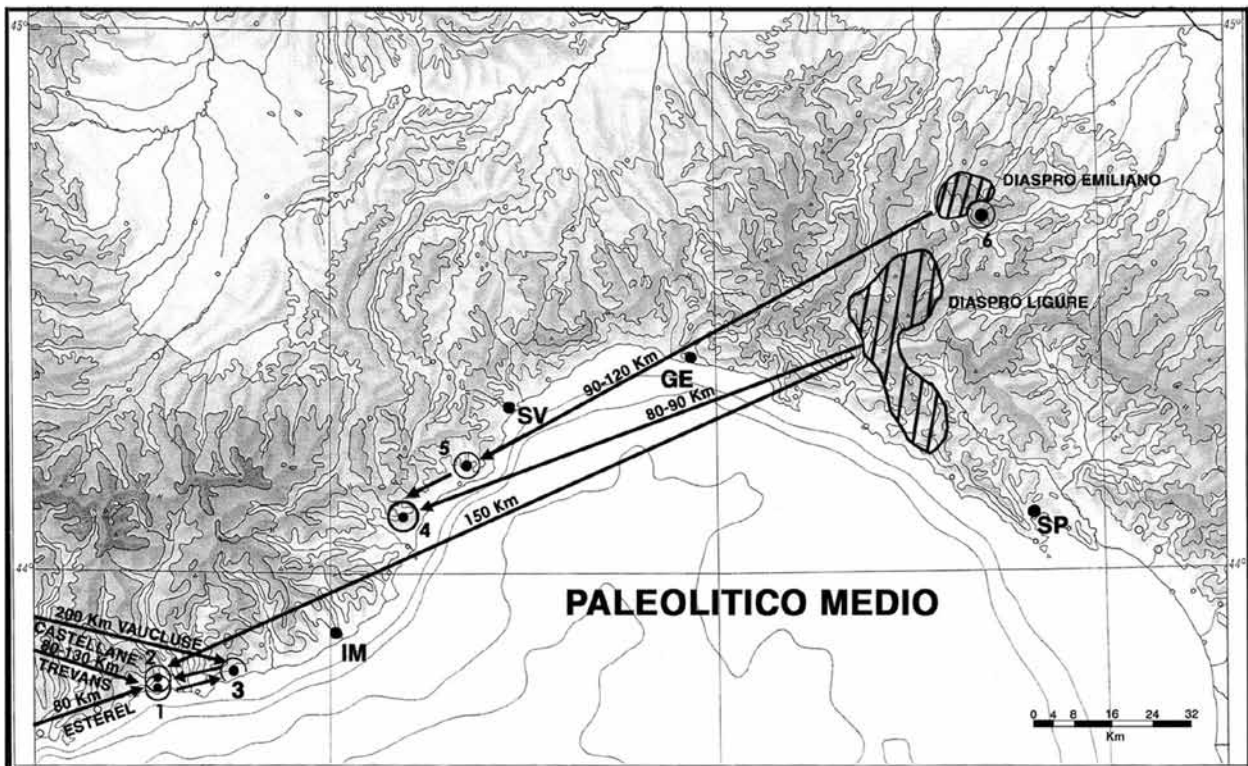 45°
45°
DIASPRO EMILIANO
6
DIASPRO LIGURE
90-120 Km
GE
80-90 Km
SV
5
4
150 Km
SP
44°
44°
PALEOLITICO MEDIO
200 Km VAUCLUSE
CASTELLANE
80-130 Km
2
TREVANS
80 Km
ESTEREL
1
3
IM
0 4 8 16 24 32
Km